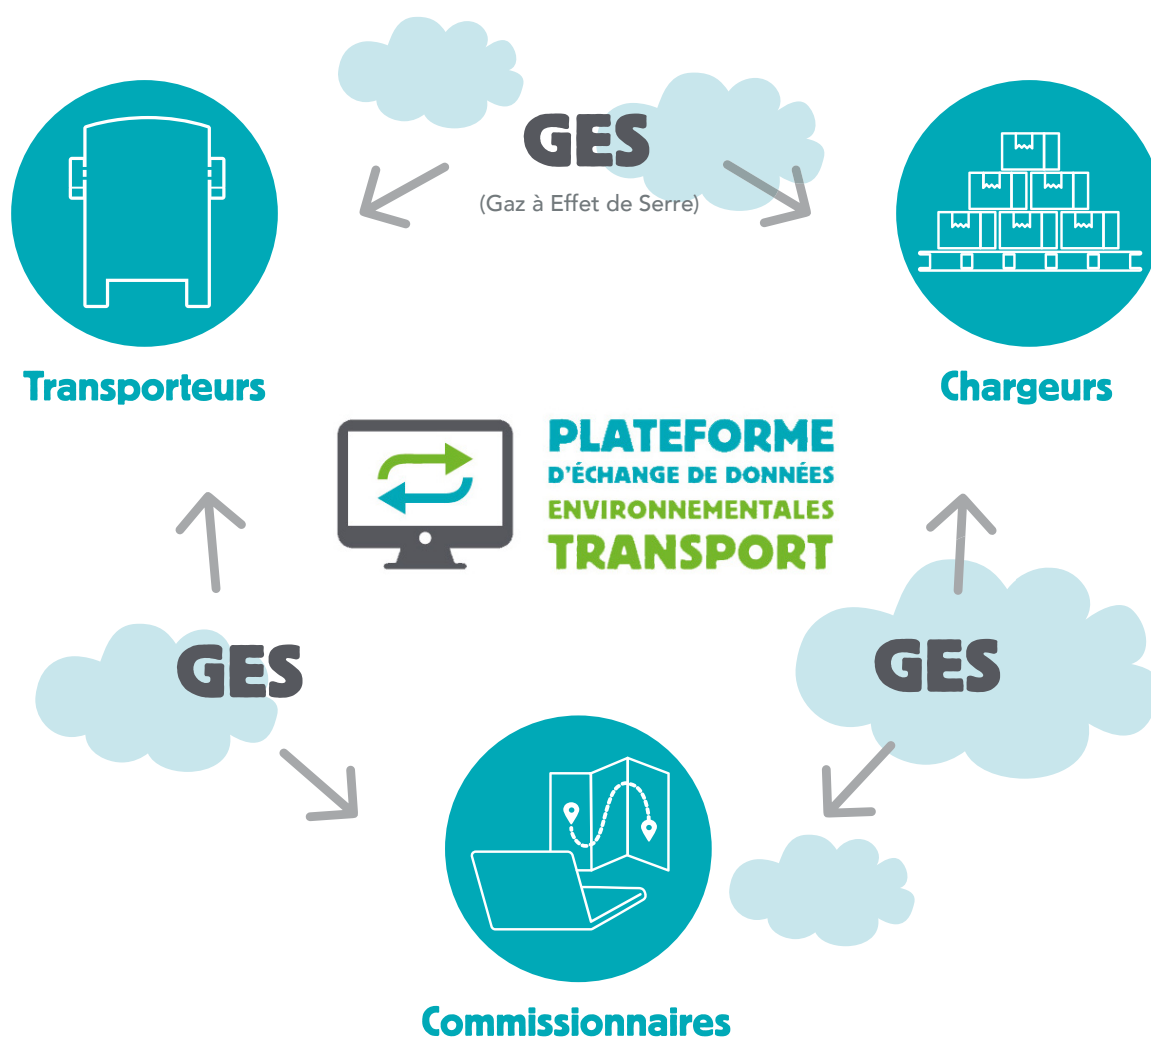 GES
(Gaz à Effet de Serre)
Transporteurs
Chargeurs
PLATEFORME
D'ÉCHANGE DE DONNÉES
ENVIRONNEMENTALES
TRANSPORT
GES
GES
Commissionnaires